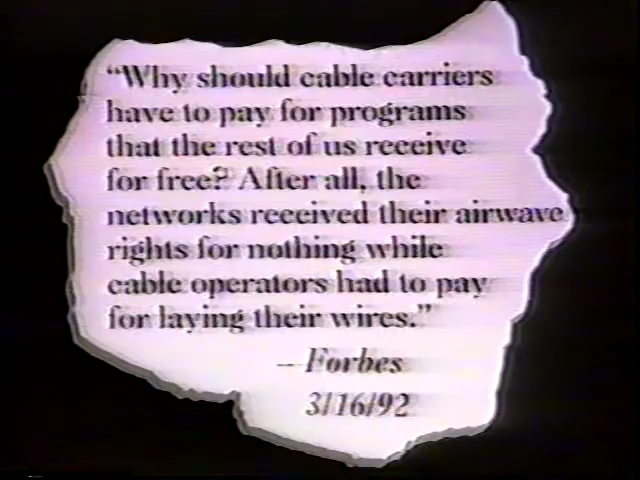 “Why should cable carriers
have to pay for programs
that the rest of us receive
for free? After all, the
networks received their airwave
rights for nothing while
cable operators had to pay
for laying their wires.”
– Forbes
3/16/92